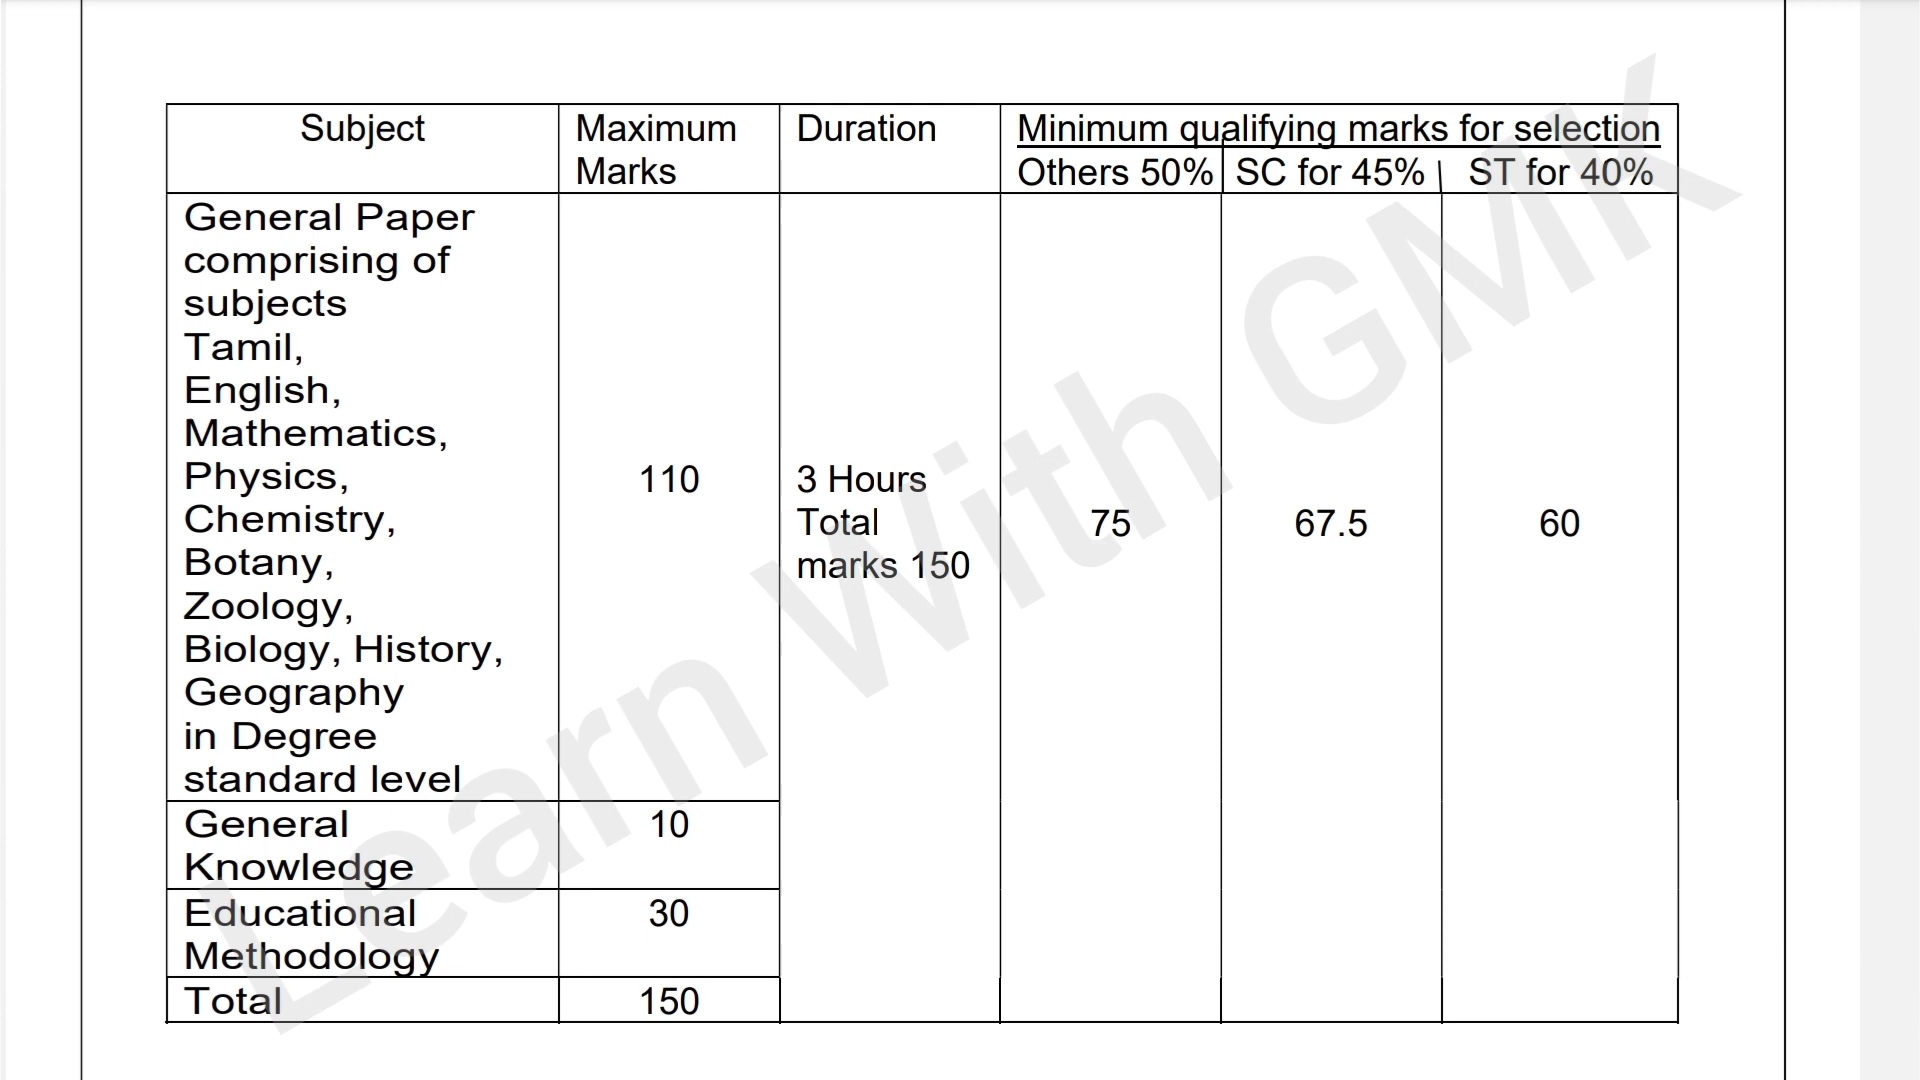 Subject
Maximum
Marks
Duration
Minimum qualifying marks for selection
Others 50%
SC for 45%
ST for 40%
General Paper
comprising of
subjects
Tamil,
English,
Mathematics,
Physics,
Chemistry,
Botany,
Zoology,
Biology, History,
Geography
in Degree
standard level
110
3 Hours
Total
marks 150
75
67.5
60
General
Knowledge
10
Educational
Methodology
30
Total
150
Learn With GMK